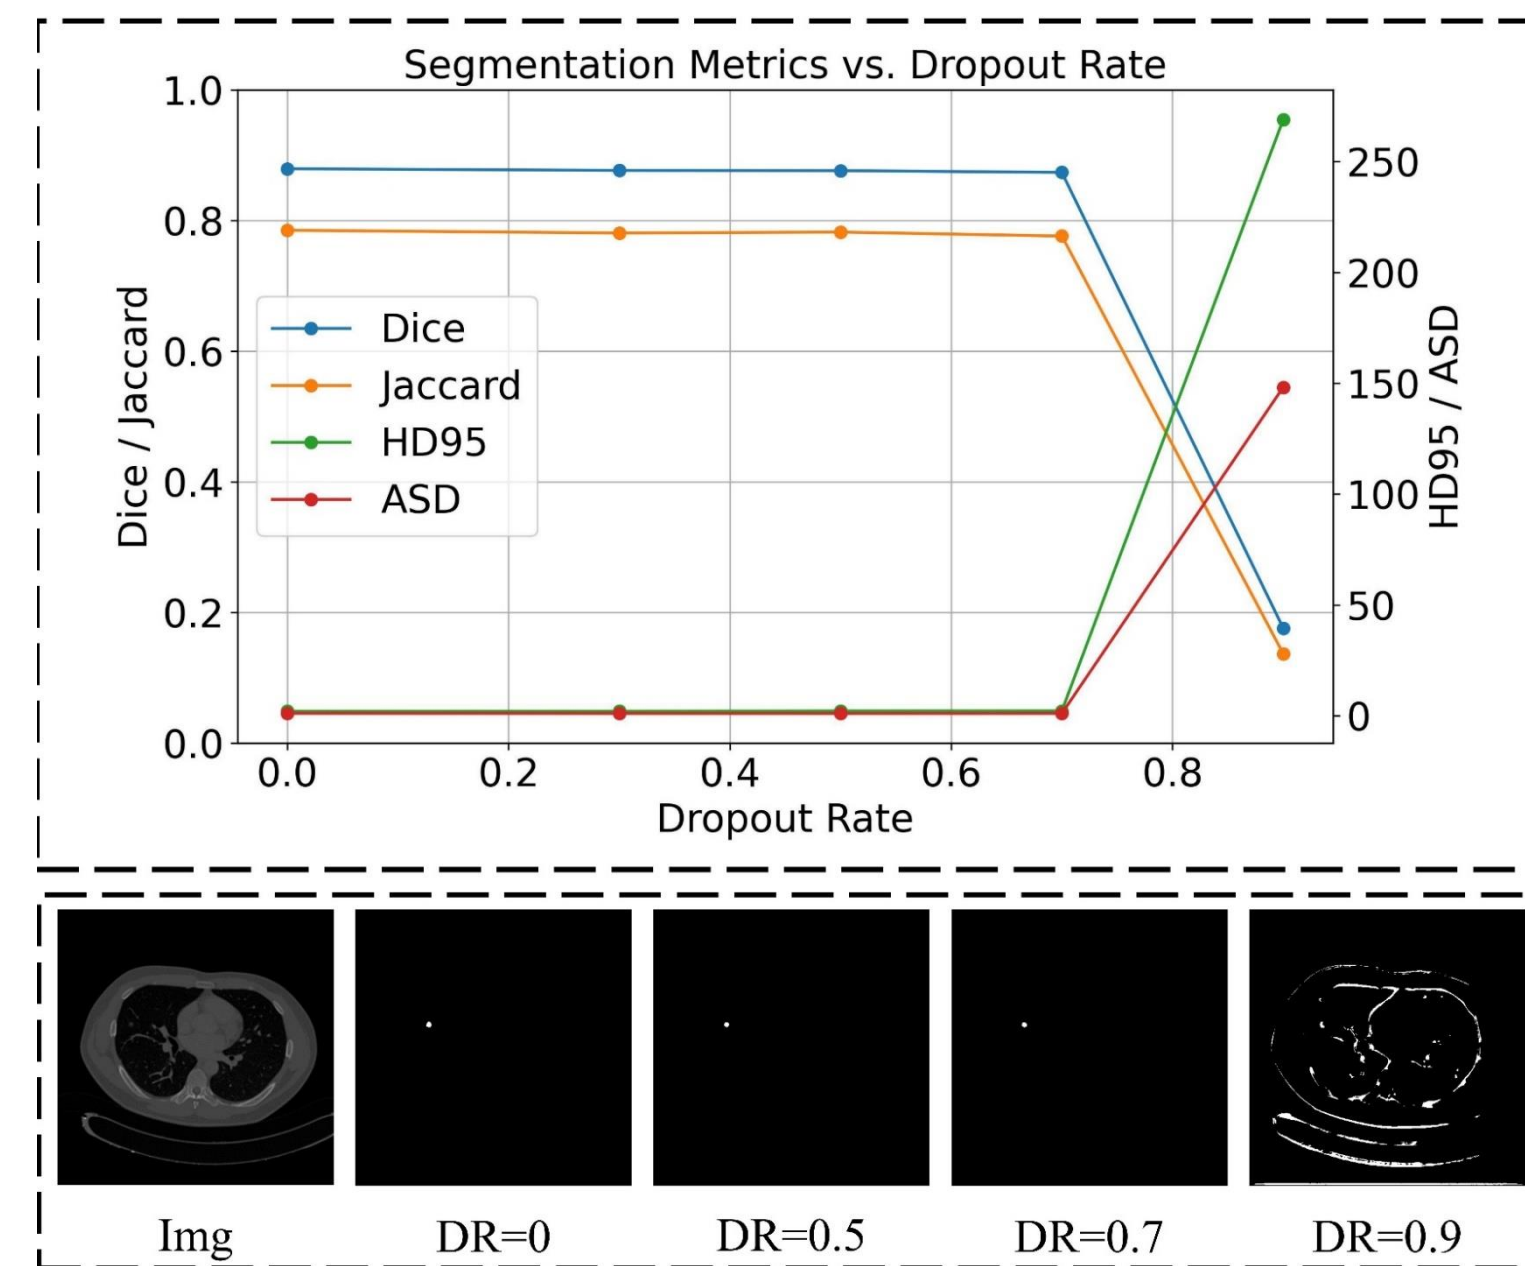 Segmentation Metrics vs. Dropout Rate
1.0
0.8
0.6
0.4
0.2
0.0
Dice / Jaccard
Dice
Jaccard
HD95
ASD
250
200
150
100
50
0
HD95 / ASD
0.0 0.2 0.4 0.6 0.8
Dropout Rate
Img DR=0 DR=0.5 DR=0.7 DR=0.9